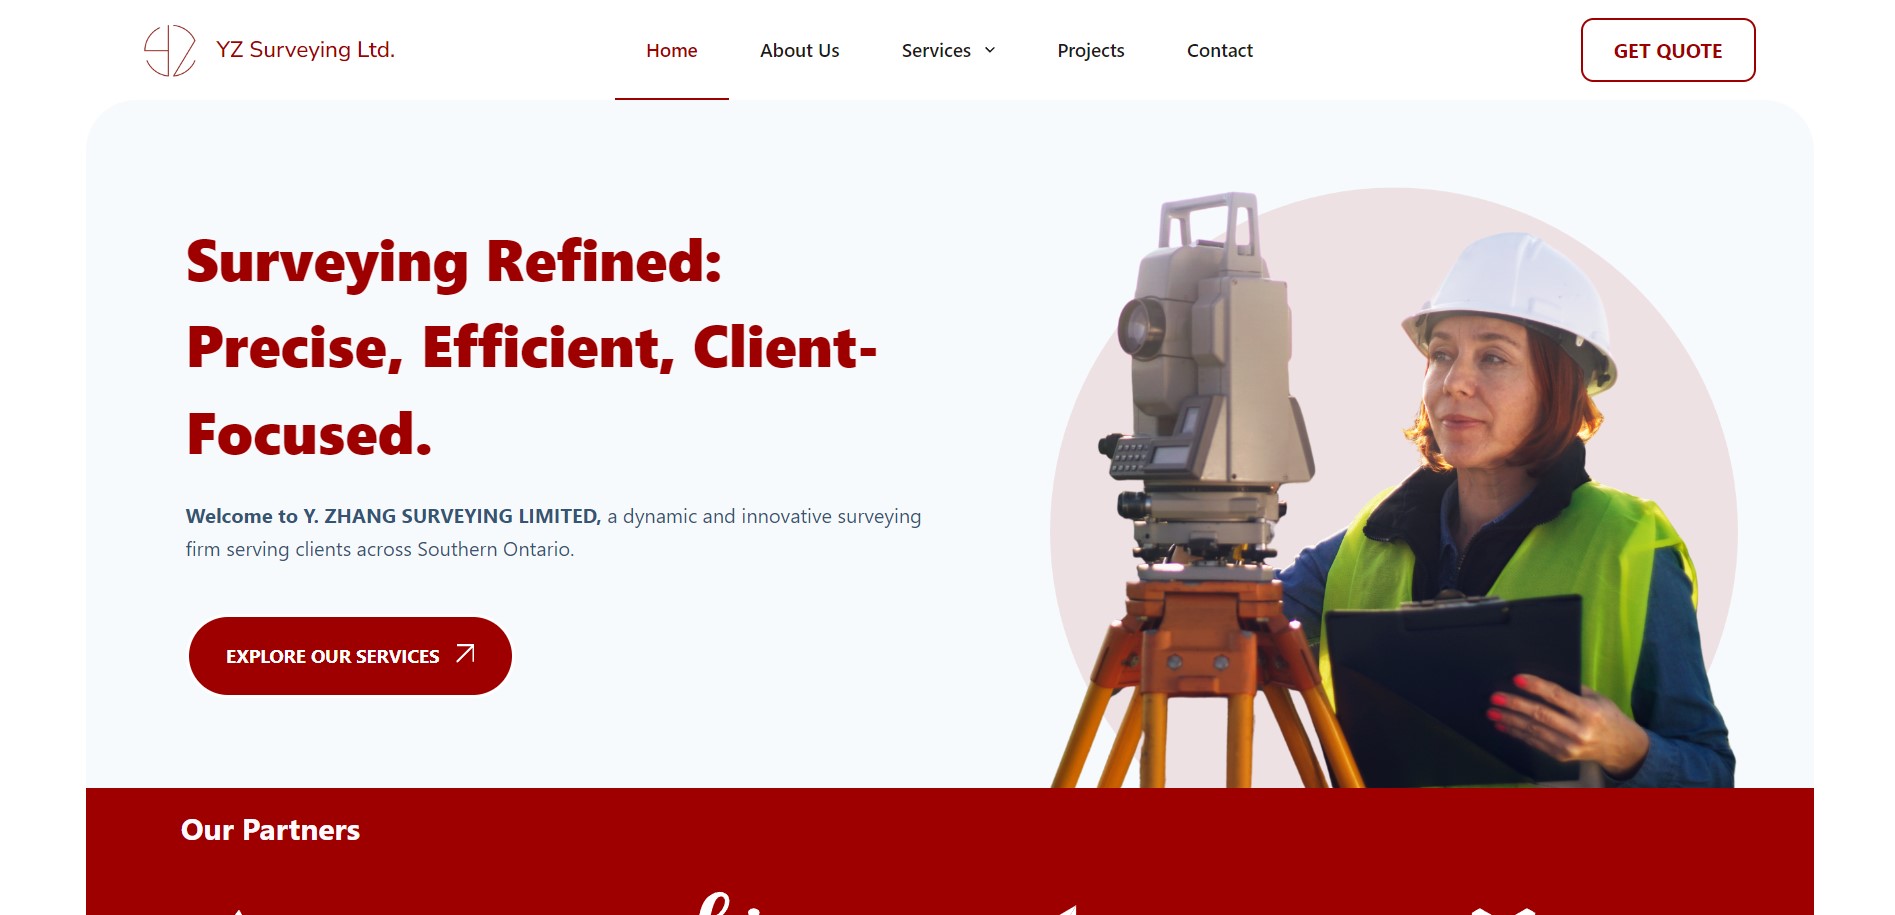 YZ Surveying Ltd.
Home
About Us
Services
Projects
Contact
GET QUOTE
Surveying Refined:
Precise, Efficient, Client-
Focused.
Welcome to Y. ZHANG SURVEYING LIMITED, a dynamic and innovative surveying
firm serving clients across Southern Ontario.
EXPLORE OUR SERVICES
Our Partners